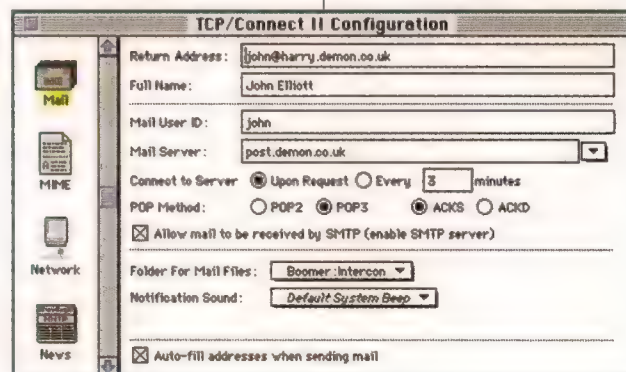 TCP/Connect II Configuration
Mail
MIME
Network
News
Return Address: john@harry.demon.co.uk
Full Name: John Elliott
Mail User ID: john
Mail Server: post.demon.co.uk
Connect to Server Upon Request Every 3 minutes
POP Method: POP2 POP3 ACKS ACKD
Allow mail to be received by SMTP (enable SMTP server)
Folder For Mail Files: Boomer:Intercon
Notification Sound: Default System Beep
Auto-fill addresses when sending mail